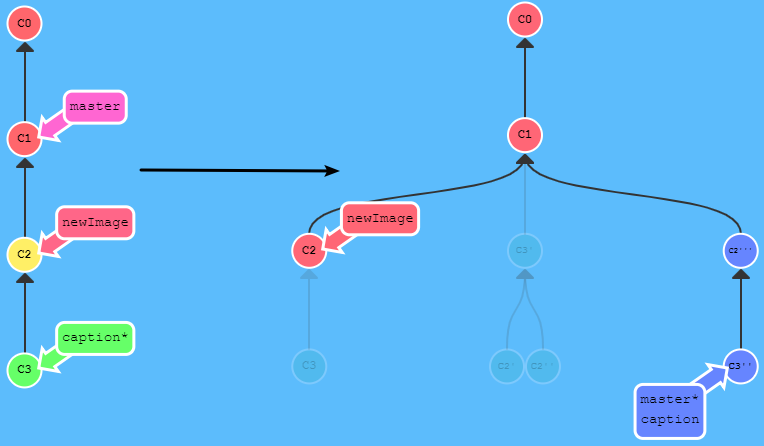 C0
master
C1
newImage
C2
caption*
C3
C0
C1
newImage
C2
C3'
C2'''
C3
C2'
C2''
C3''
master*
caption